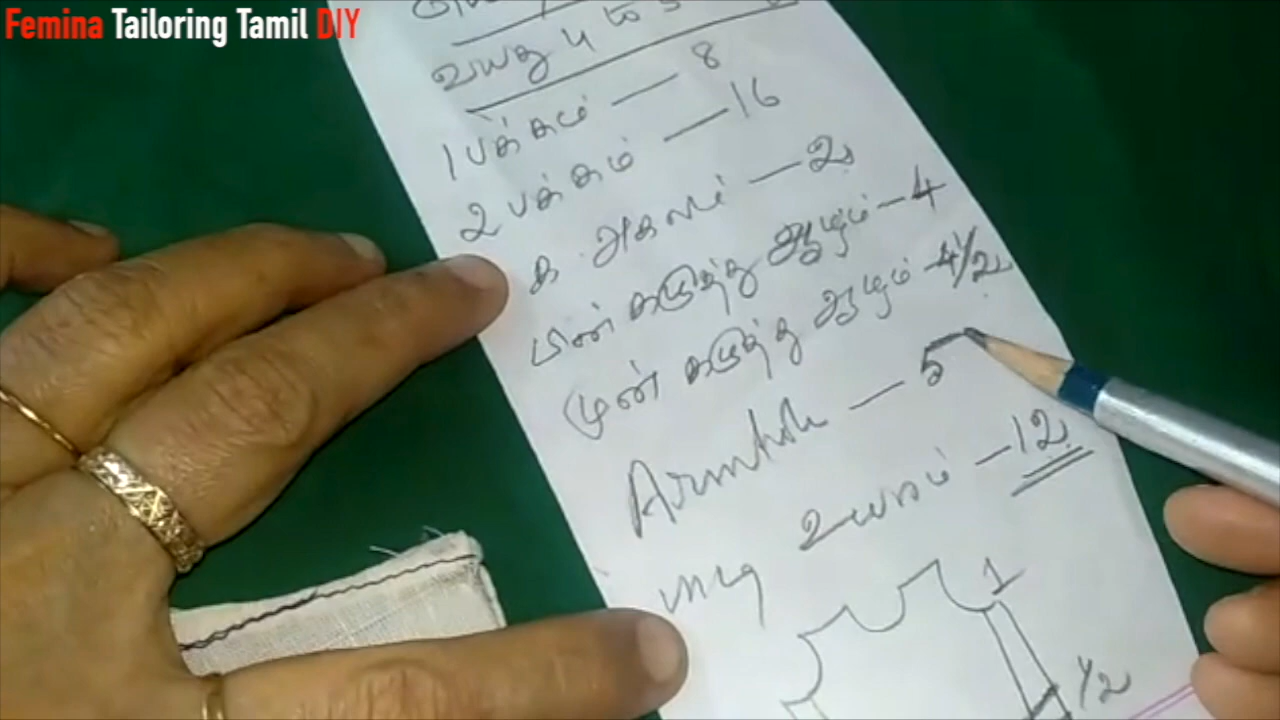 Femina Tailoring Tamil DIY
வயது 4 to 5
1 பக்கம் — 8
2 பக்கம் — 16
க. அகலம் — 2
பின் கழுத்து ஆழம் — 4
முன் கழுத்து ஆழம் — 4 1/2
Armhole — 5
உயரம் — 12
1
1/2